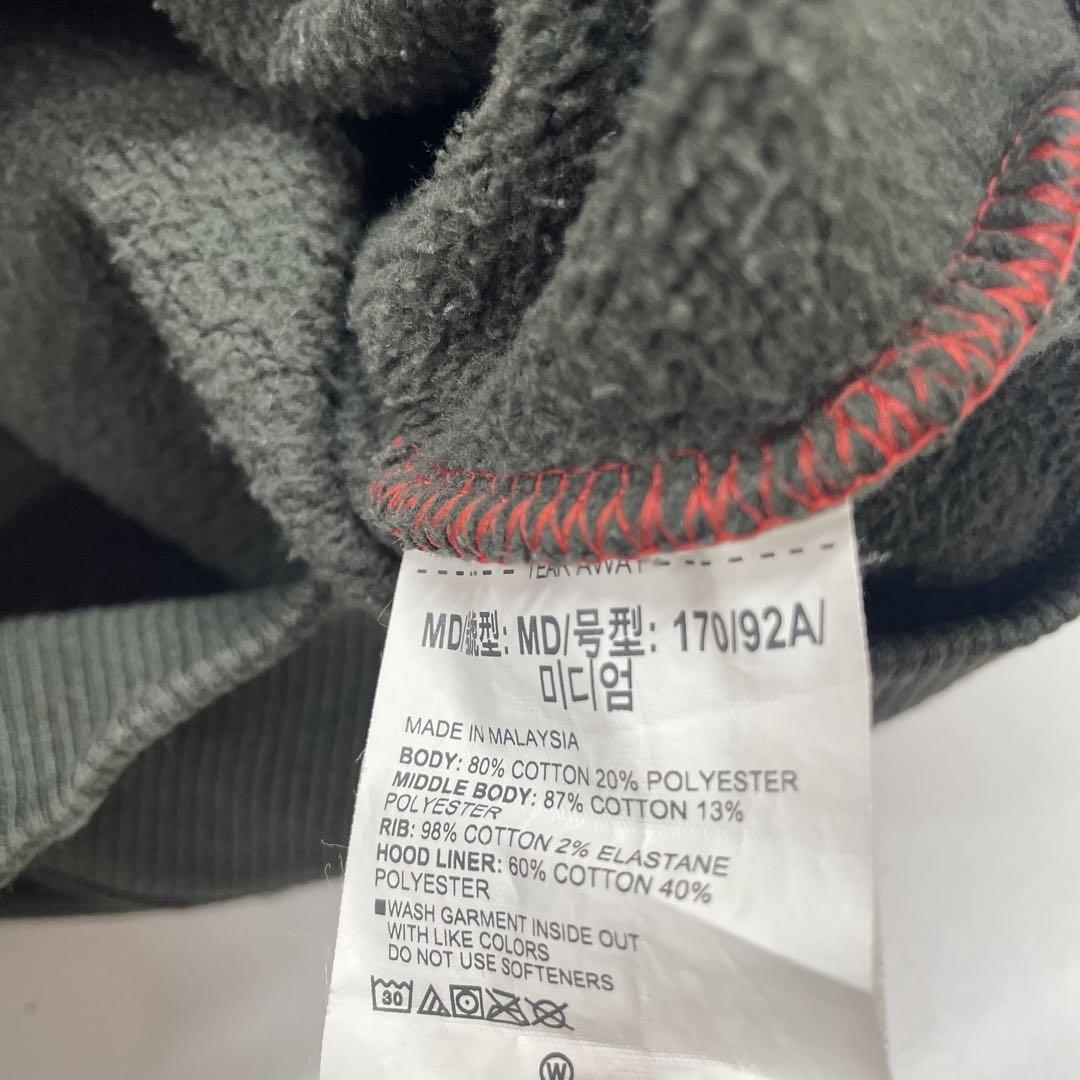 TEAR AWAY
MD/號型: MD/号型: 170/92A/
미디엄
MADE IN MALAYSIA
BODY: 80% COTTON 20% POLYESTER
MIDDLE BODY: 87% COTTON 13%
POLYESTER
RIB: 98% COTTON 2% ELASTANE
HOOD LINER: 60% COTTON 40%
POLYESTER
■WASH GARMENT INSIDE OUT
WITH LIKE COLORS
DO NOT USE SOFTENERS
30
W